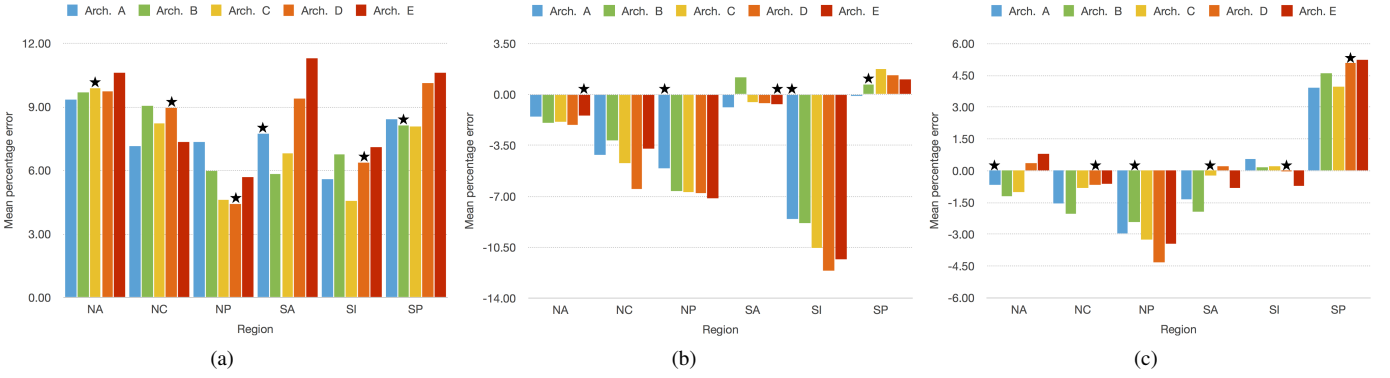 Arch. A Arch. B Arch. C Arch. D Arch. E
12.00
9.00
6.00
3.00
0.00
Mean percentage error
NA NC NP SA SI SP
Region
(a)
Arch. A Arch. B Arch. C Arch. D Arch. E
3.50
0.00
-3.50
-7.00
-10.50
-14.00
Mean percentage error
NA NC NP SA SI SP
Region
(b)
Arch. A Arch. B Arch. C Arch. D Arch. E
6.00
4.50
3.00
1.50
0.00
-1.50
-3.00
-4.50
-6.00
Mean percentage error
NA NC NP SA SI SP
Region
(c)